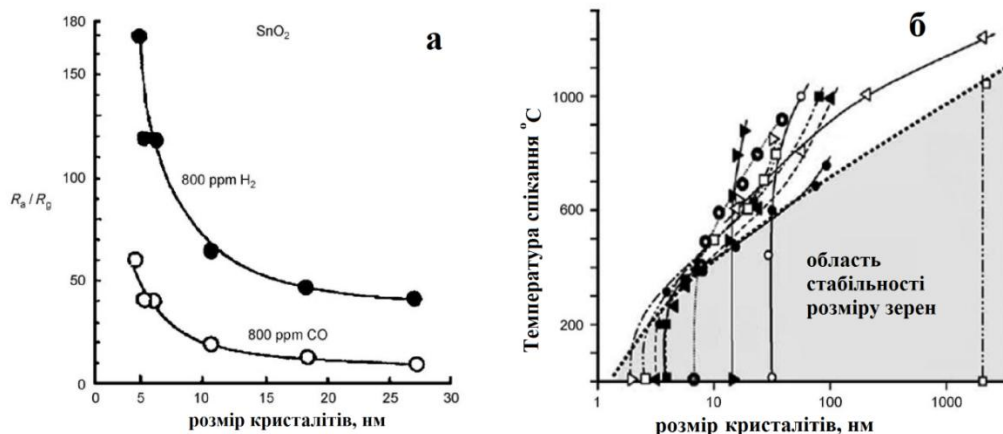 SnO₂
а
180
150
100
50
0
Rₐ / R_g
800 ppm H₂
800 ppm CO
0
5
10
15
20
25
30
розмір кристалітів, нм
б
Температура спікання °C
1000
600
200
область
стабільності
розміру зерен
1
10
100
1000
розмір кристалітів, нм